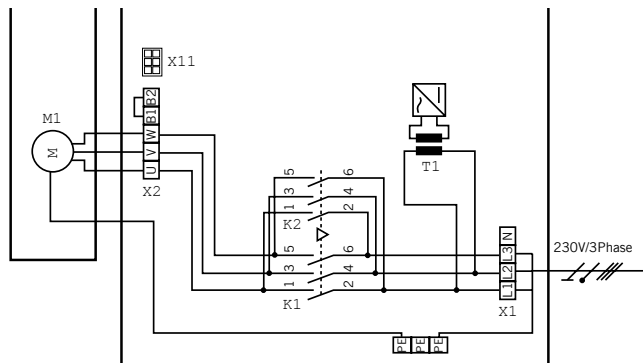 X11
M1
M
B2
B1
W
V
U
X2
T1
5 6
3 4
1 2
K2
5 6
3 4
1 2
K1
N
L3
L2
L1
X1
230V/3Phase
PE PE PE